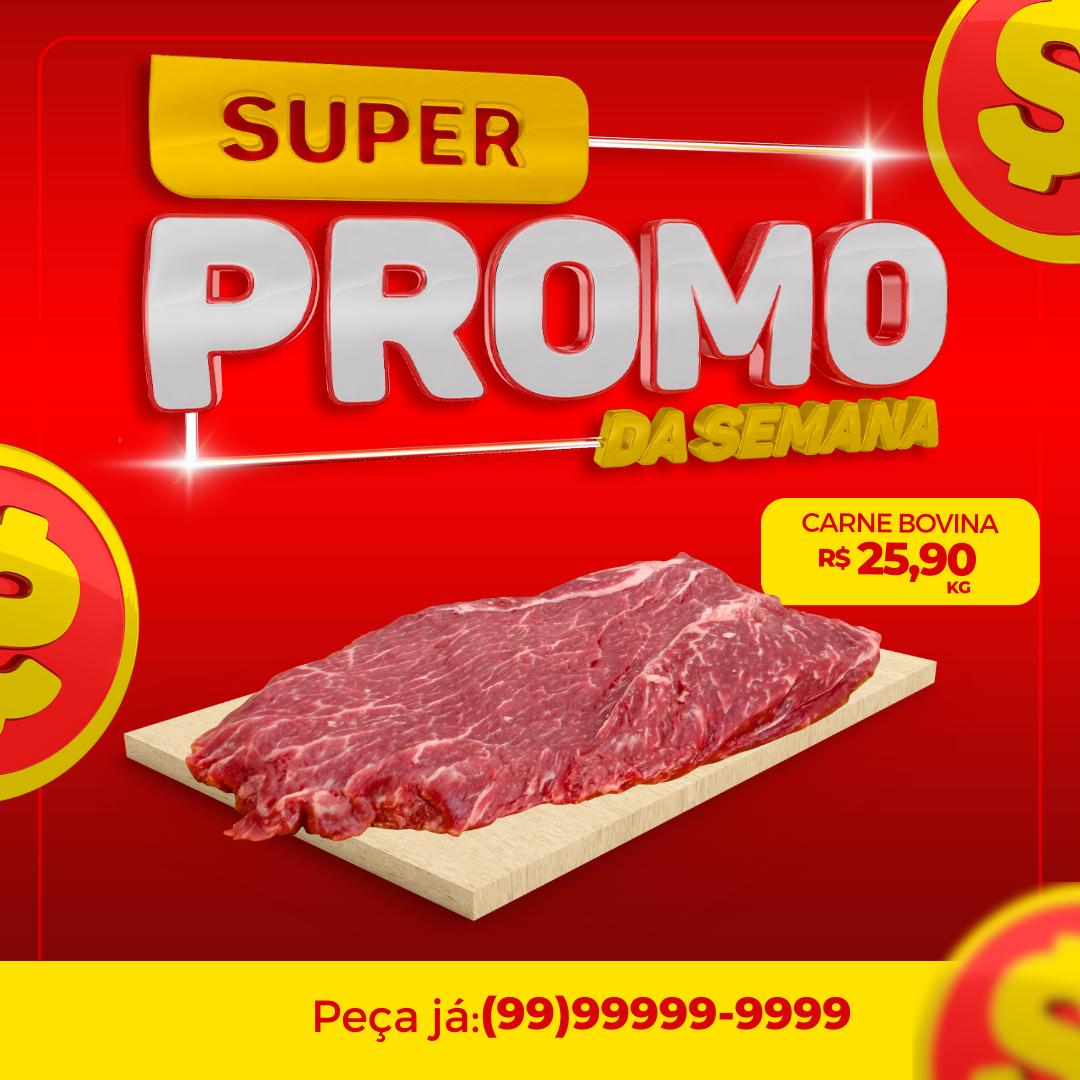 SUPER
PROMO
DA SEMANA
CARNE BOVINA
R$ 25,90
KG
Peça já:(99)99999-9999